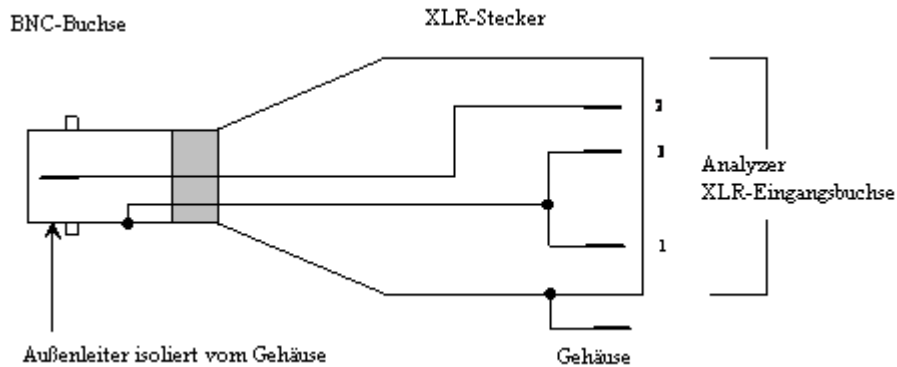 BNC-Buchse
XLR-Stecker
Analyzer
XLR-Eingangsbuchse
1
Außenleiter isoliert vom Gehäuse
Gehäuse